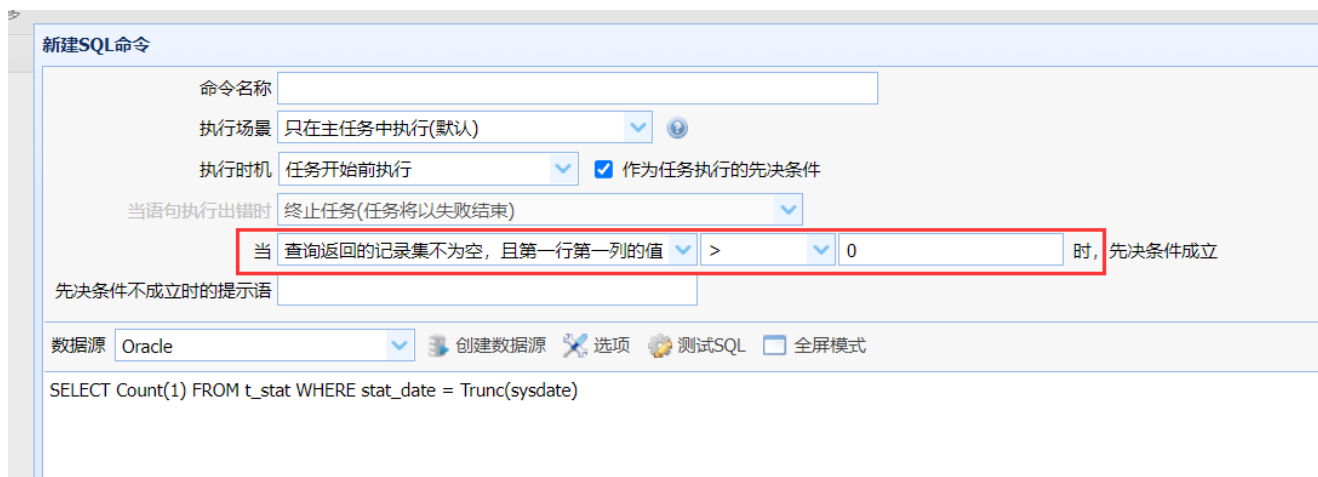 新建SQL命令
命令名称
执行场景 只在主任务中执行(默认)
执行时机 任务开始前执行 作为任务执行的先决条件
当语句执行出错时 终止任务(任务将以失败结束)
当 查询返回的记录集不为空，且第一行第一列的值 > 0 时，先决条件成立
先决条件不成立时的提示语
数据源 Oracle 创建数据源 选项 测试SQL 全屏模式
SELECT Count(1) FROM t_stat WHERE stat_date = Trunc(sysdate)